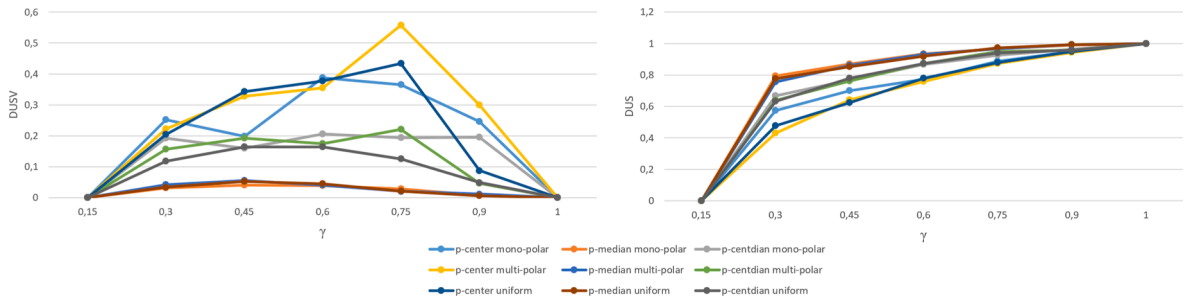 0,6
0,5
0,4
0,3
0,2
0,1
0
DUSV
0,15 0,3 0,45 0,6 0,75 0,9 1
γ
1,2
1
0,8
0,6
0,4
0,2
0
DUS
0,15 0,3 0,45 0,6 0,75 0,9 1
γ
p-center mono-polar p-median mono-polar p-centdian mono-polar
p-center multi-polar p-median multi-polar p-centdian multi-polar
p-center uniform p-median uniform p-centdian uniform